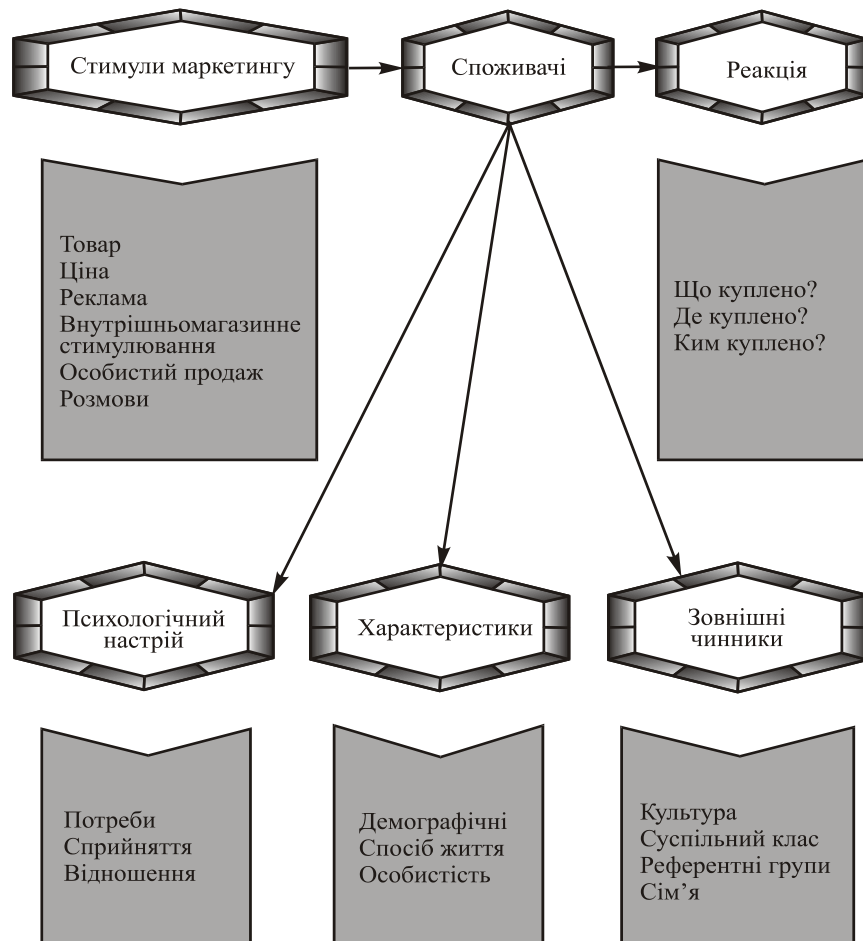 Стимули маркетингу
Споживачі
Реакція
Товар
Ціна
Реклама
Внутрішньомагазинне
стимулювання
Особистий продаж
Розмови
Що куплено?
Де куплено?
Ким куплено?
Психологічний
настрій
Характеристики
Зовнішні
чинники
Потреби
Сприйняття
Відношення
Демографічні
Спосіб життя
Особистість
Культура
Суспільний клас
Референтні групи
Сім’я